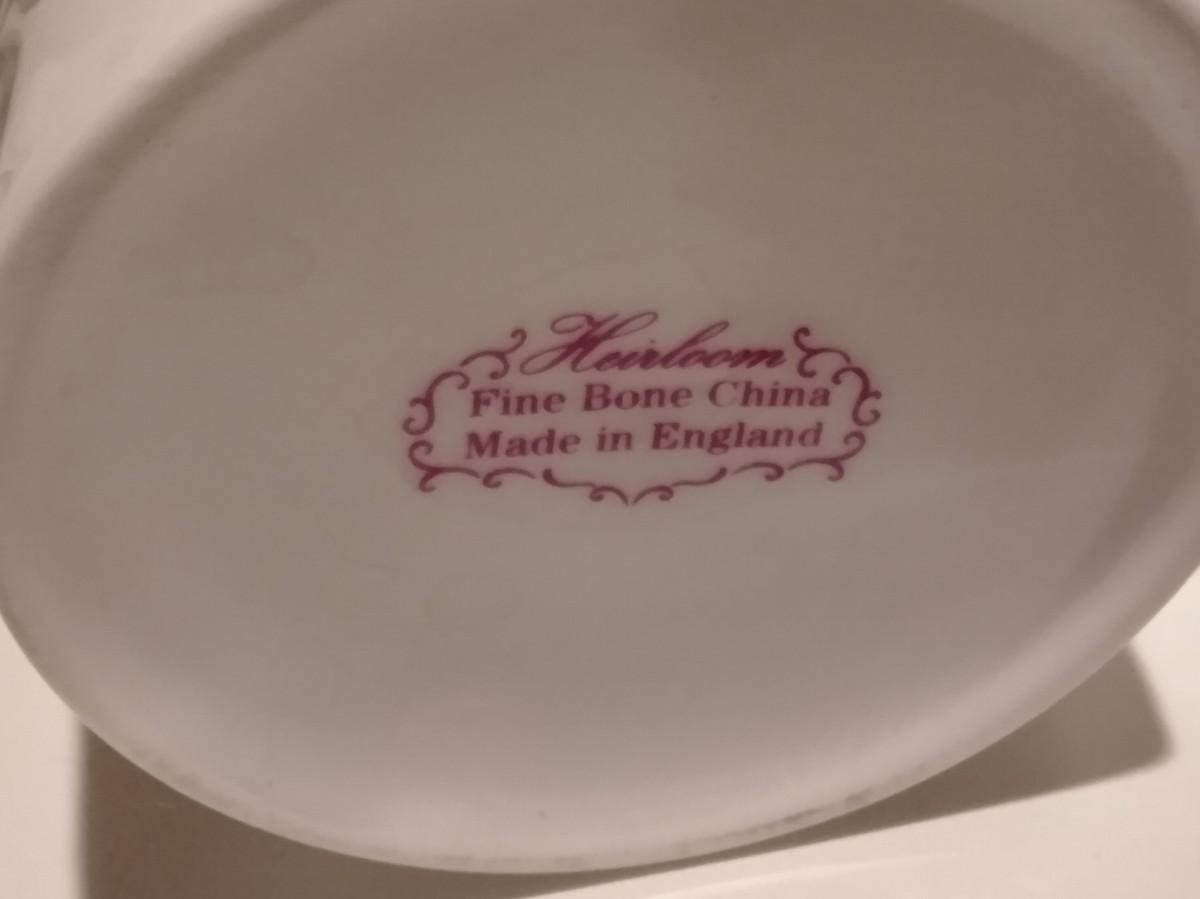 Heirloom
Fine Bone China
Made in England